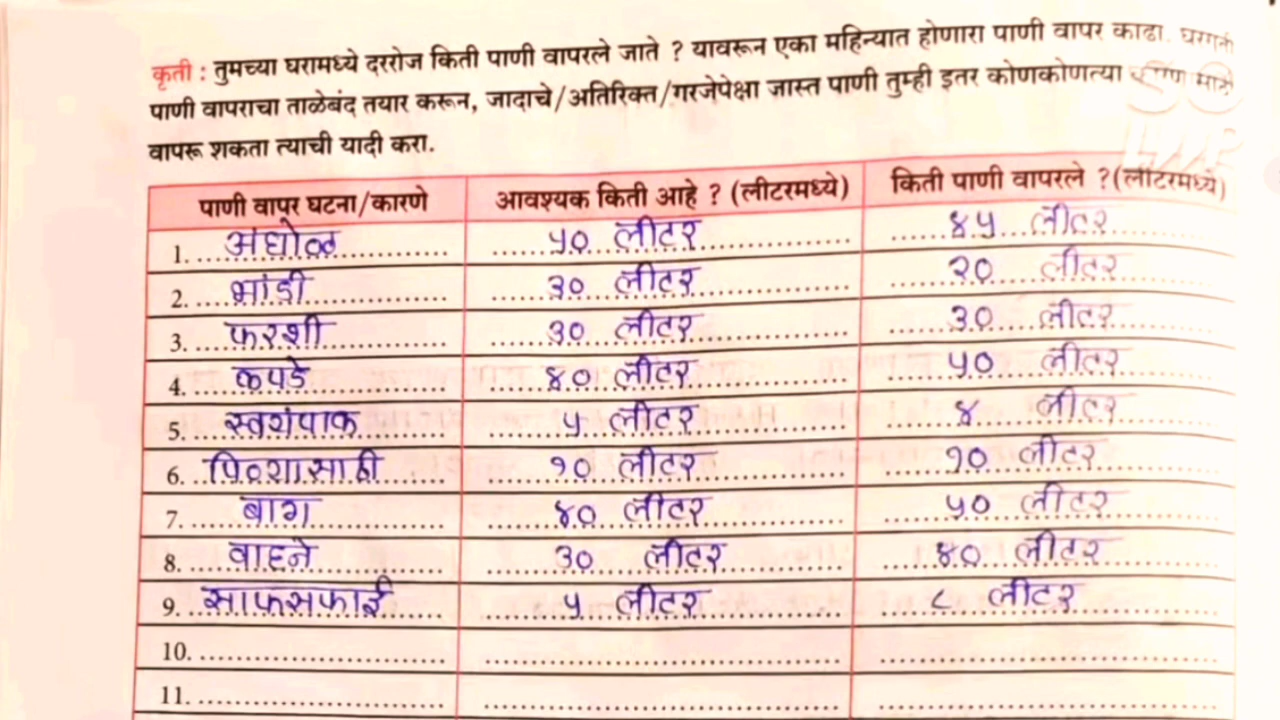 कृती : तुमच्या घरामध्ये दररोज किती पाणी वापरले जाते ? यावरून एका महिन्यात होणारा पाणी वापर काढा. घरगुती
पाणी वापराचा ताळेबंद तयार करून, जादाचे/अतिरिक्त/गरजेपेक्षा जास्त पाणी तुम्ही इतर कोणकोणत्या
वापरू शकता त्याची यादी करा.
पाणी वापर घटना/कारणे आवश्यक किती आहे ? (लीटरमध्ये) किती पाणी वापरले ?(लीटरमध्ये)
1. अंघोळ ५० लीटर ४५ लीटर
2. भांडी ३० लीटर २० लीटर
3. फरशी ३० लीटर ३० लीटर
4. कपडे ४० लीटर ५० लीटर
5. स्वयंपाक ५ लीटर ४ लीटर
6. पिण्यासाठी १० लीटर १० लीटर
7. बाग ४० लीटर ५० लीटर
8. वाहने ३० लीटर ४० लीटर
9. साफसफाई ५ लीटर ८ लीटर
10.
11.